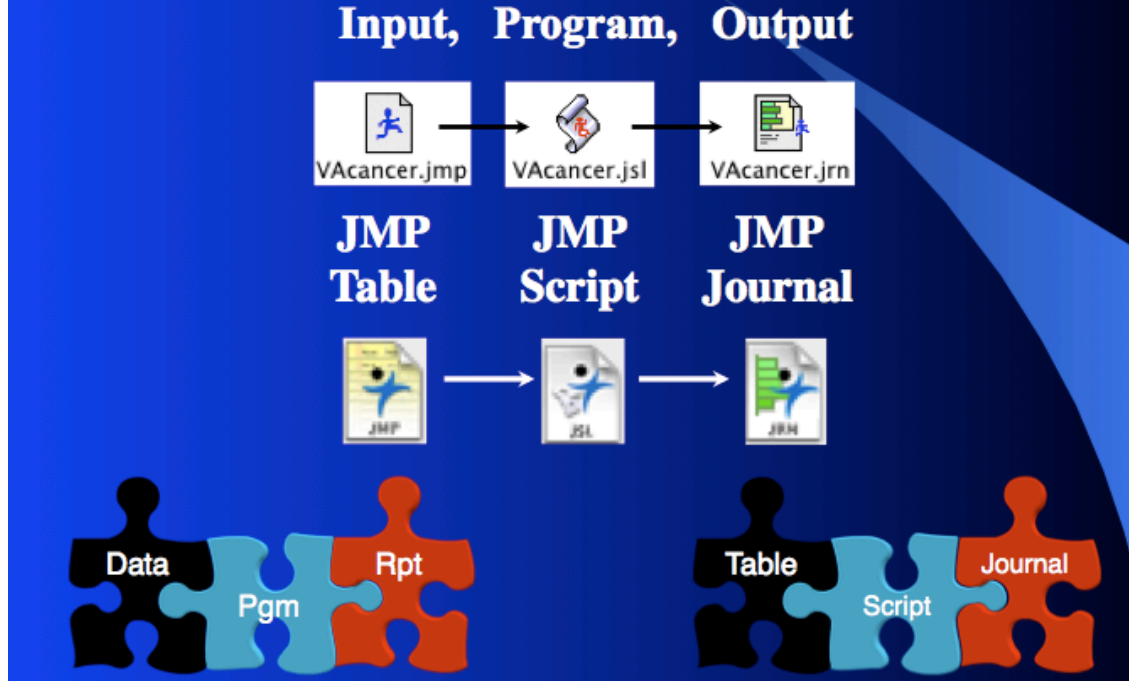 Input, Program, Output
VAcancer.jmp VAcancer.jsl VAcancer.jrn
JMP JMP JMP
Table Script Journal
JMP JSL JRN
Data Rpt Table Journal
Pgm Script